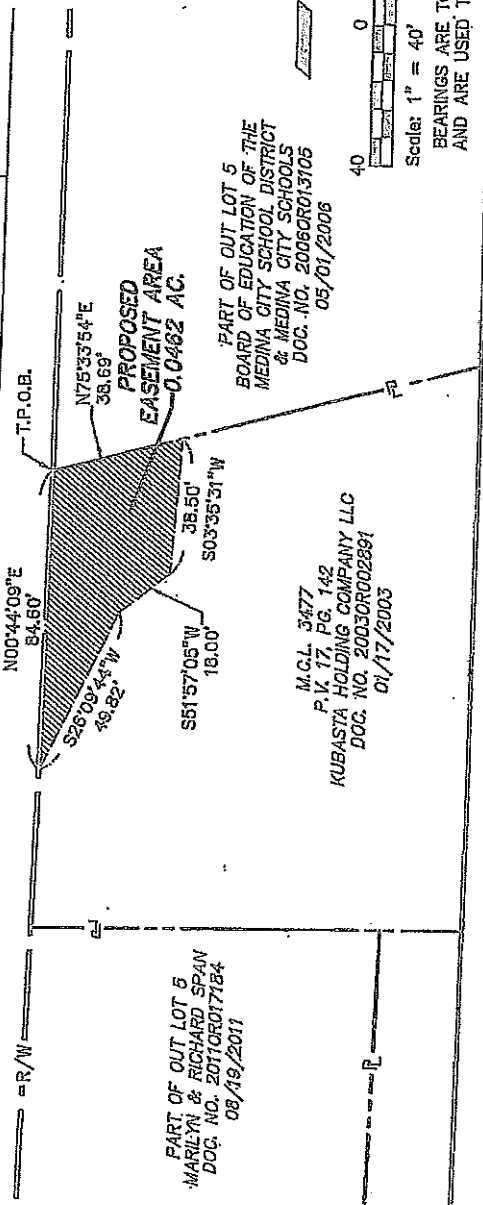 R/W
N00°44'09"E
84.60'
T.P.O.B.
N75°33'54"E
38.69'
PROPOSED
EASEMENT AREA
0.0462 AC.
S26°09'44"W
49.82'
S51°57'05"W
18.00'
38.50'
S03°35'31"W
PART OF OUT LOT 5
MARILYN & RICHARD SPAN
DOC. NO. 2011OR017184
08/19/2011
M.C.L. 3477
P.V. 17, PG. 142
KUBASTA HOLDING COMPANY LLC
DOC. NO. 2003OR002891
01/17/2003
PART OF OUT LOT 5
BOARD OF EDUCATION OF THE
MEDINA CITY SCHOOL DISTRICT
& MEDINA CITY SCHOOLS
DOC. NO. 2006OR013105
05/01/2006
40 0
Scale: 1" = 40'
BEARINGS ARE
AND ARE USED